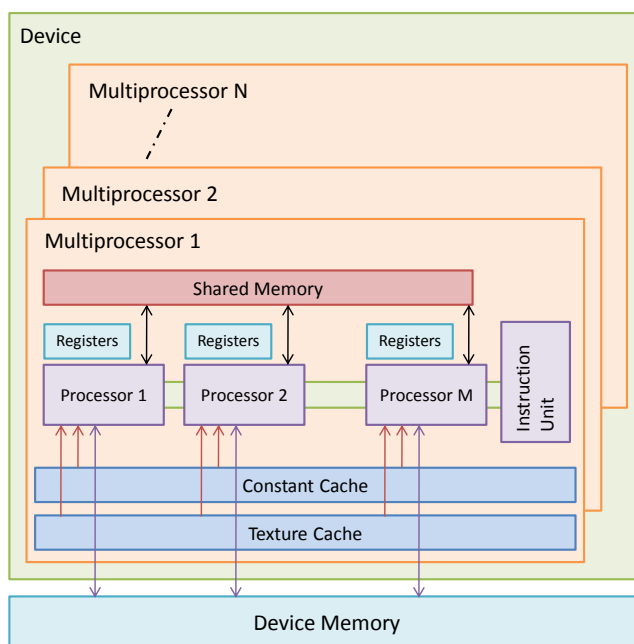 Device
Multiprocessor N
Multiprocessor 2
Multiprocessor 1
Shared Memory
Registers
Registers
Registers
Processor 1
Processor 2
Processor M
Instruction
Unit
Constant Cache
Texture Cache
Device Memory